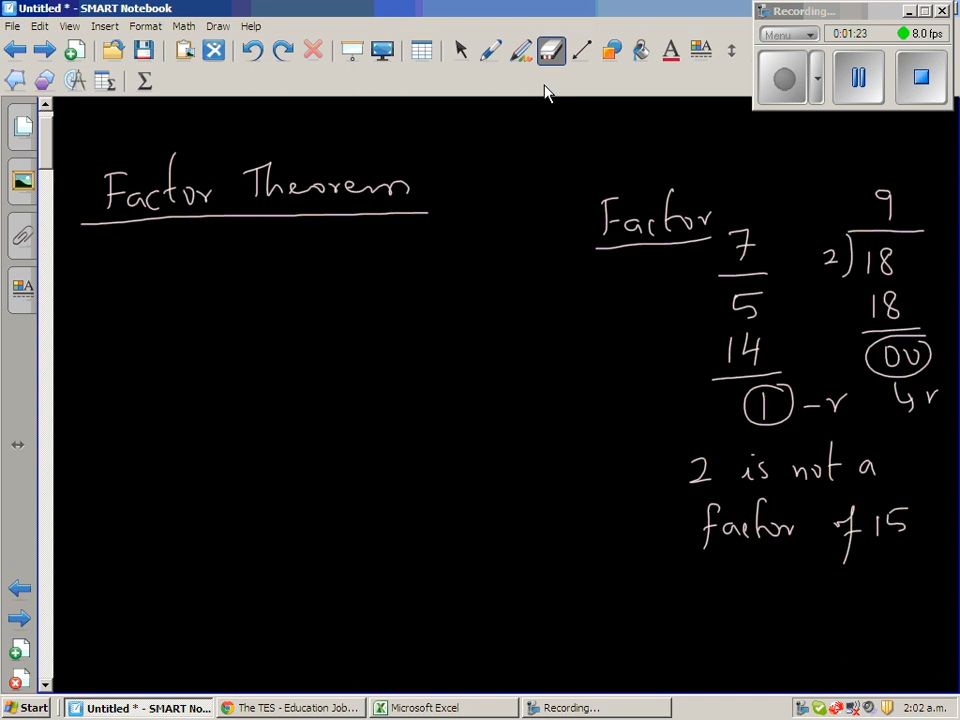 Untitled * - SMART Notebook
File Edit View Insert Format Math Draw Help
Recording...
Menu
0:01:23
8.0 fps
Factor Theorem
Factor
7
5
14
1 - r
9
2 18
18
00
↳ r
2 is not a
factor of 15
Start
Untitled * - SMART No...
The TES - Education Job...
Microsoft Excel
Recording...
2:02 a.m.